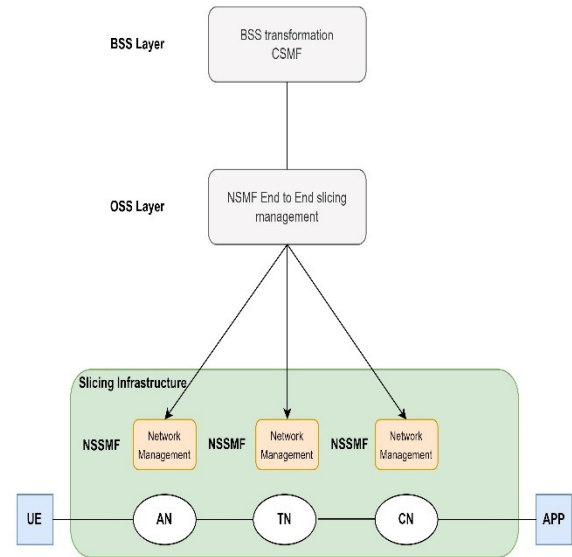 BSS Layer
BSS transformation
CSMF
OSS Layer
NSMF End to End slicing
management
Slicing Infrastructure
NSSMF
Network
Management
NSSMF
Network
Management
NSSMF
Network
Management
UE
AN
TN
CN
APP